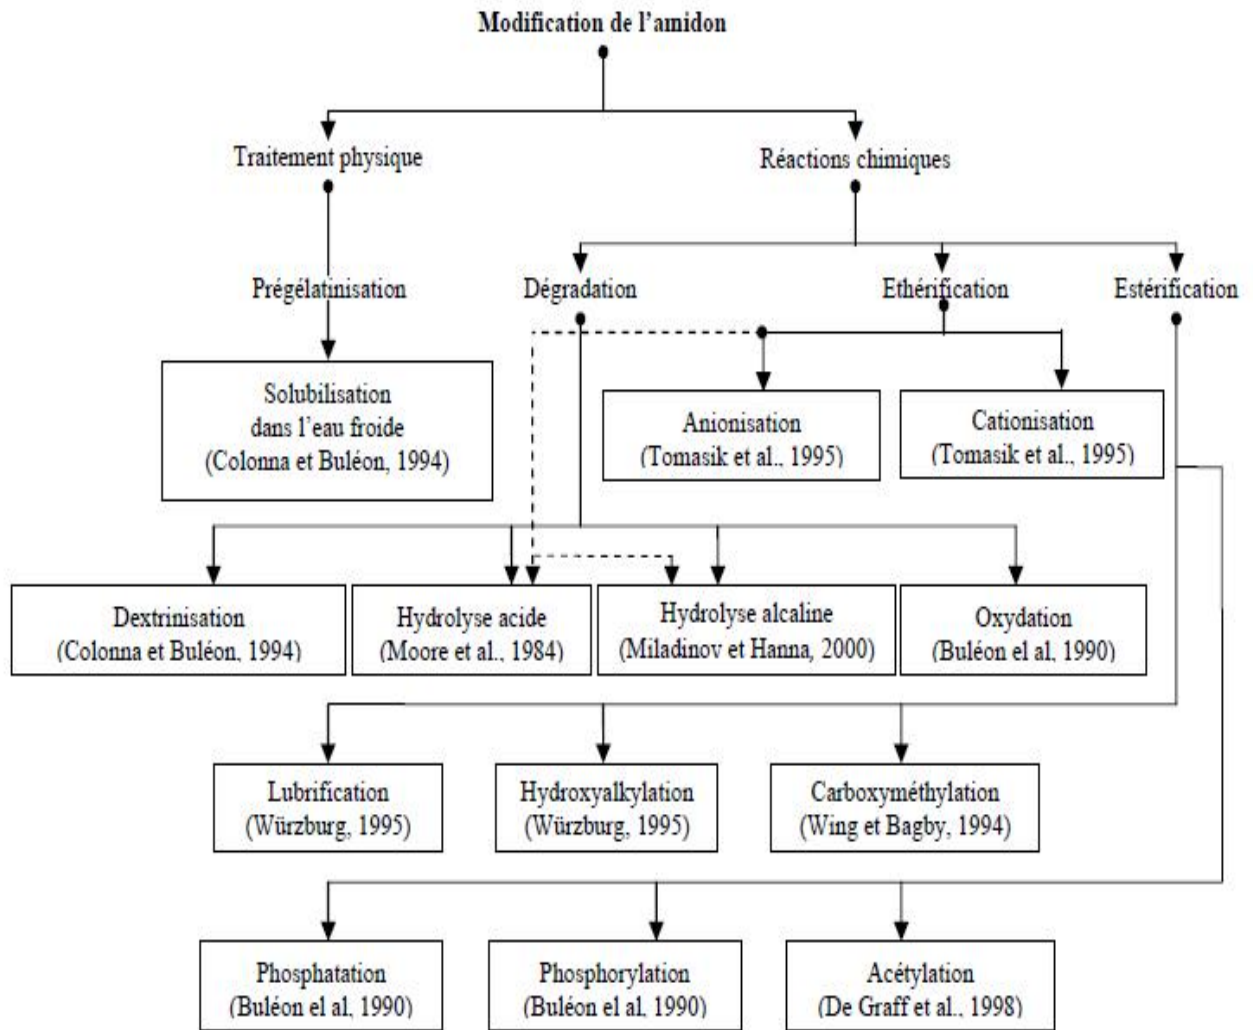 Modification de l'amidon
Traitement physique
Réactions chimiques
Prégélatinisation
Dégradation
Ethérification
Estérification
Solubilisation
dans l'eau froide
(Colonna et Buléon, 1994)
Anionisation
(Tomasik et al., 1995)
Cationisation
(Tomasik et al., 1995)
Dextrinisation
(Colonna et Buléon, 1994)
Hydrolyse acide
(Moore et al., 1984)
Hydrolyse alcaline
(Miladinov et Hanna, 2000)
Oxydation
(Buléon el al, 1990)
Lubrification
(Würzburg, 1995)
Hydroxyalkylation
(Würzburg, 1995)
Carboxyméthylation
(Wing et Bagby, 1994)
Phosphatation
(Buléon el al, 1990)
Phosphorylation
(Buléon el al, 1990)
Acétylation
(De Graff et al., 1998)